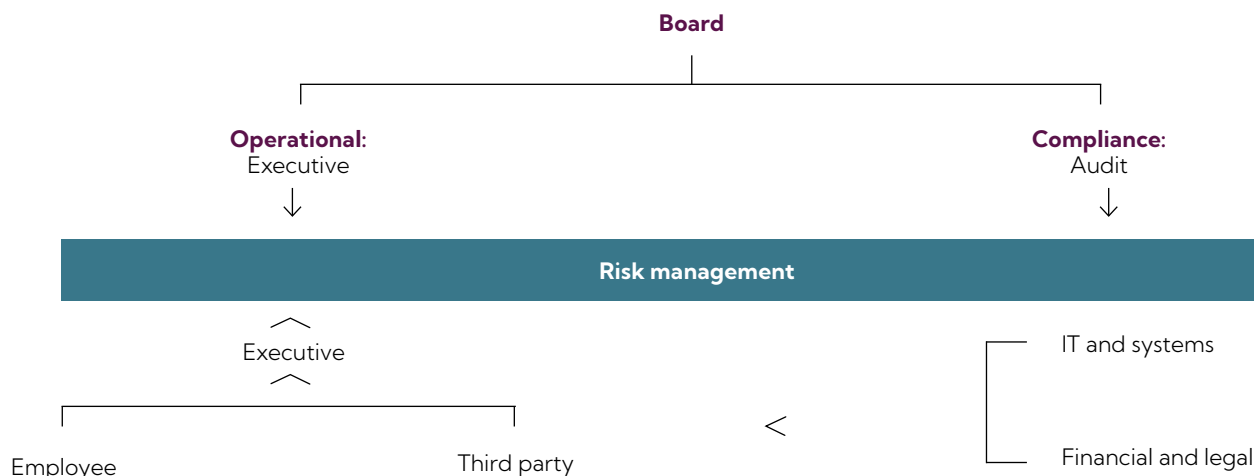 Board
Operational:
Executive
Compliance:
Audit
Risk management
Executive
IT and systems
Employee
Third party
Financial and legal